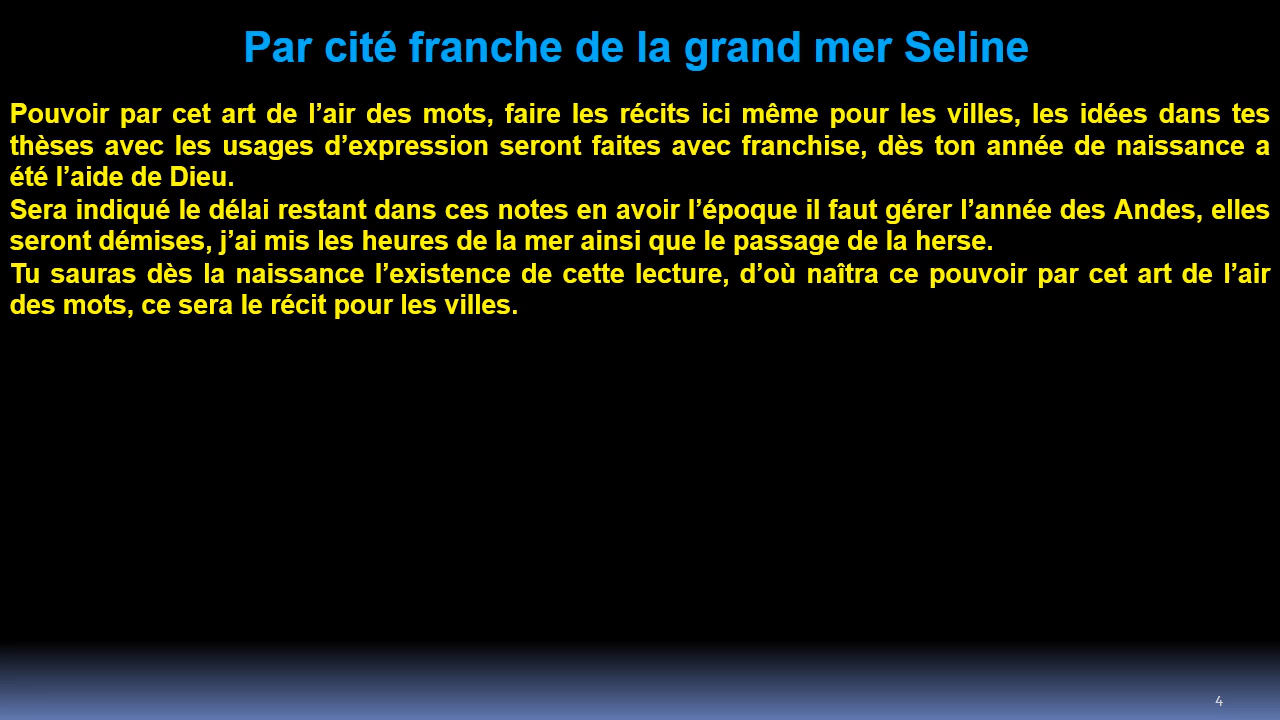 Par cité franche de la grand mer Seline
Pouvoir par cet art de l’air des mots, faire les récits ici même pour les villes, les idées dans tes
thèses avec les usages d’expression seront faites avec franchise, dès ton année de naissance a
été l’aide de Dieu.
Sera indiqué le délai restant dans ces notes en avoir l’époque il faut gérer l’année des Andes, elles
seront démises, j’ai mis les heures de la mer ainsi que le passage de la herse.
Tu sauras dès la naissance l’existence de cette lecture, d’où naîtra ce pouvoir par cet art de l’air
des mots, ce sera le récit pour les villes.
4